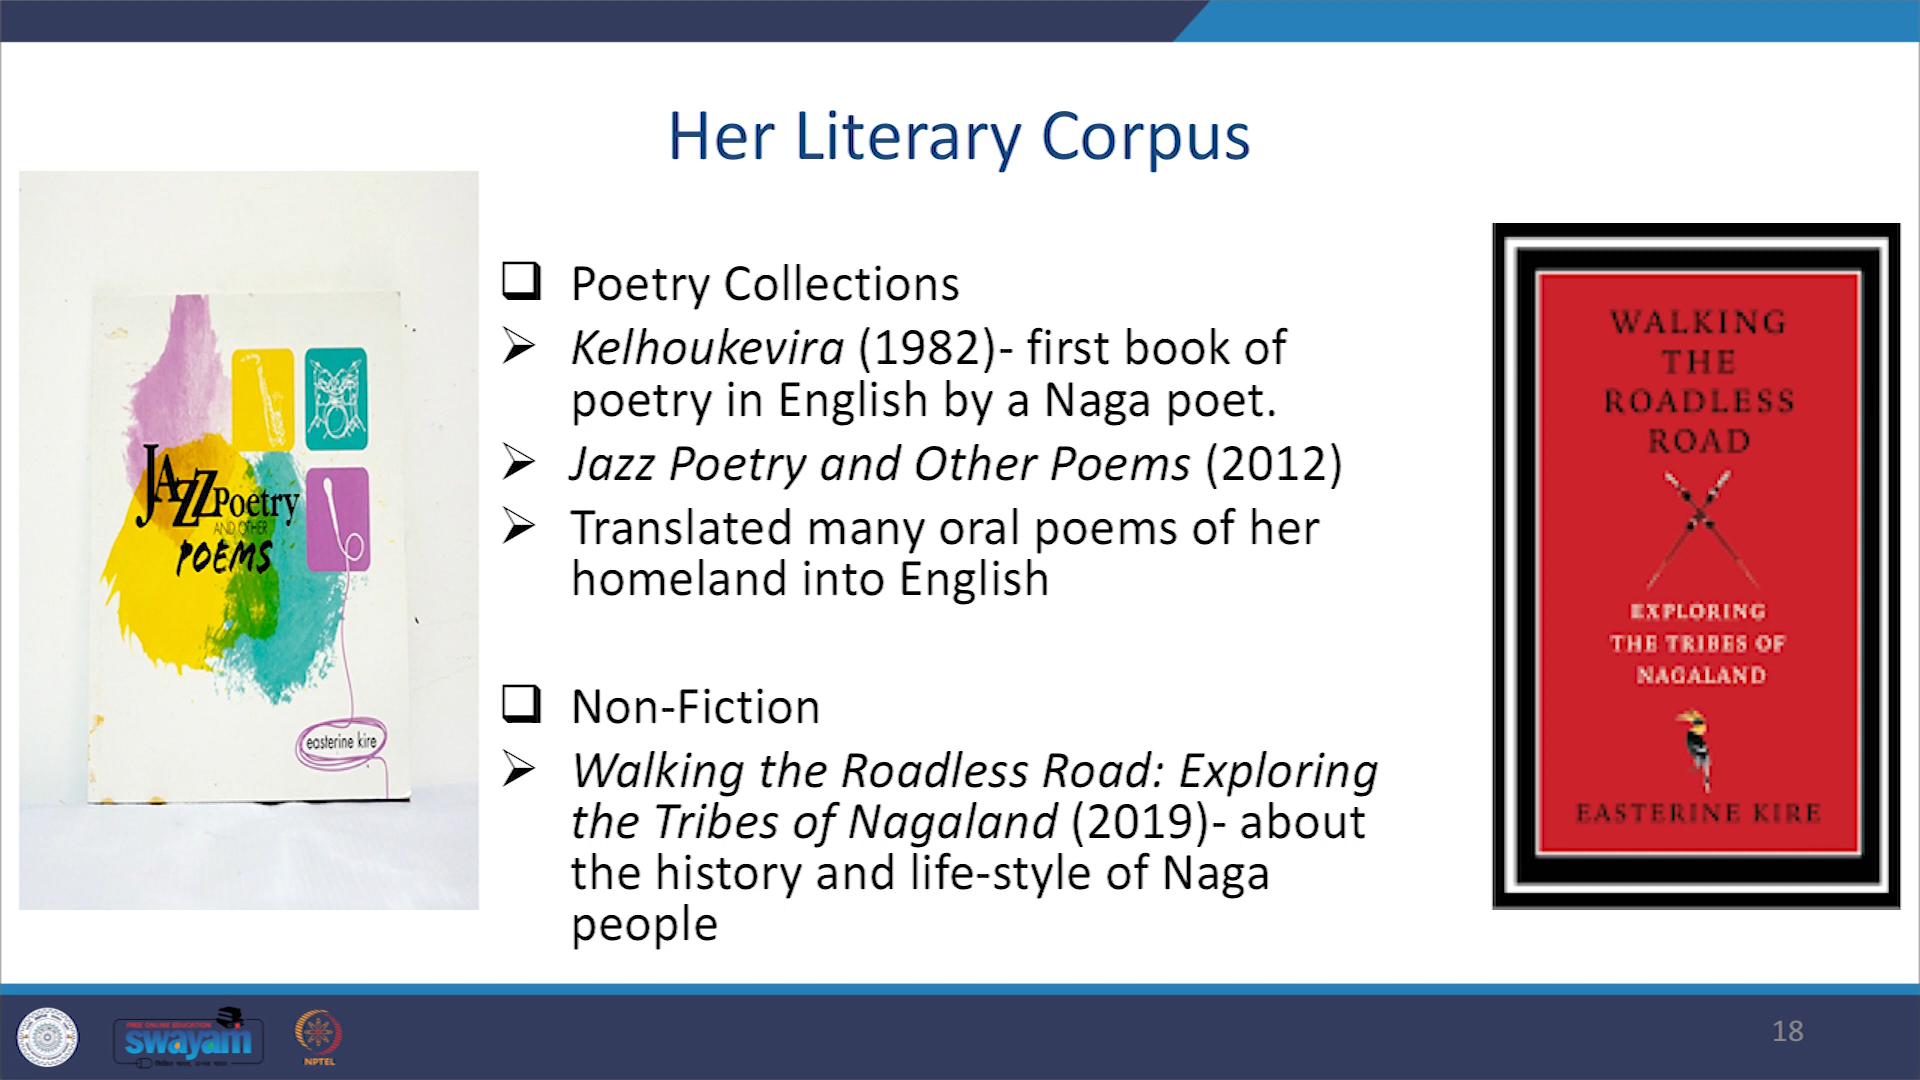 Her Literary Corpus
Poetry Collections
Kelhoukevira (1982)- first book of
poetry in English by a Naga poet.
Jazz Poetry and Other Poems (2012)
Translated many oral poems of her
homeland into English
Non-Fiction
Walking the Roadless Road: Exploring
the Tribes of Nagaland (2019)- about
the history and life-style of Naga
people
JAZZ Poetry
AND OTHER
POEMS
easterine kire
WALKING
THE
ROADLESS
ROAD
EXPLORING
THE TRIBES OF
NAGALAND
EASTERINE KIRE
FREE ONLINE EDUCATION
swayam
NPTEL
18